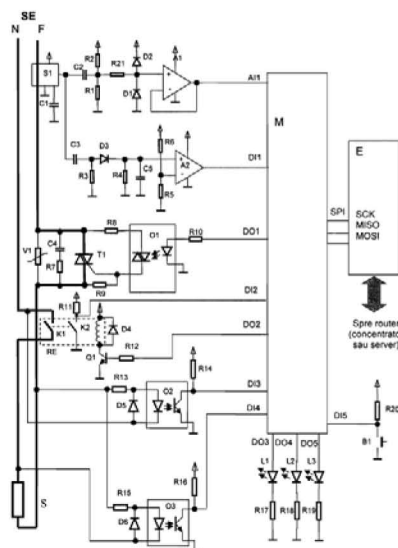 SE
N F
R2
D2
A1
S1
C2
R21
AI1
C1
R1
D1
M
C3
D3
R6
E
A2
DI1
R3
R4
C5
R5
SPI
SCK
MISO
MOSI
R8
O1
R10
DO1
V1
C4
R7
T1
R9
Spre router
(concentrator
sau server)
R11
DI2
K1
K2
D4
DO2
RE
Q1
R12
R14
R13
O2
DI3
D5
DI4
DI5
R20
B1
DO3
DO4
DO5
L1
L2
L3
S
R15
R16
O3
D6
R17
R18
R19